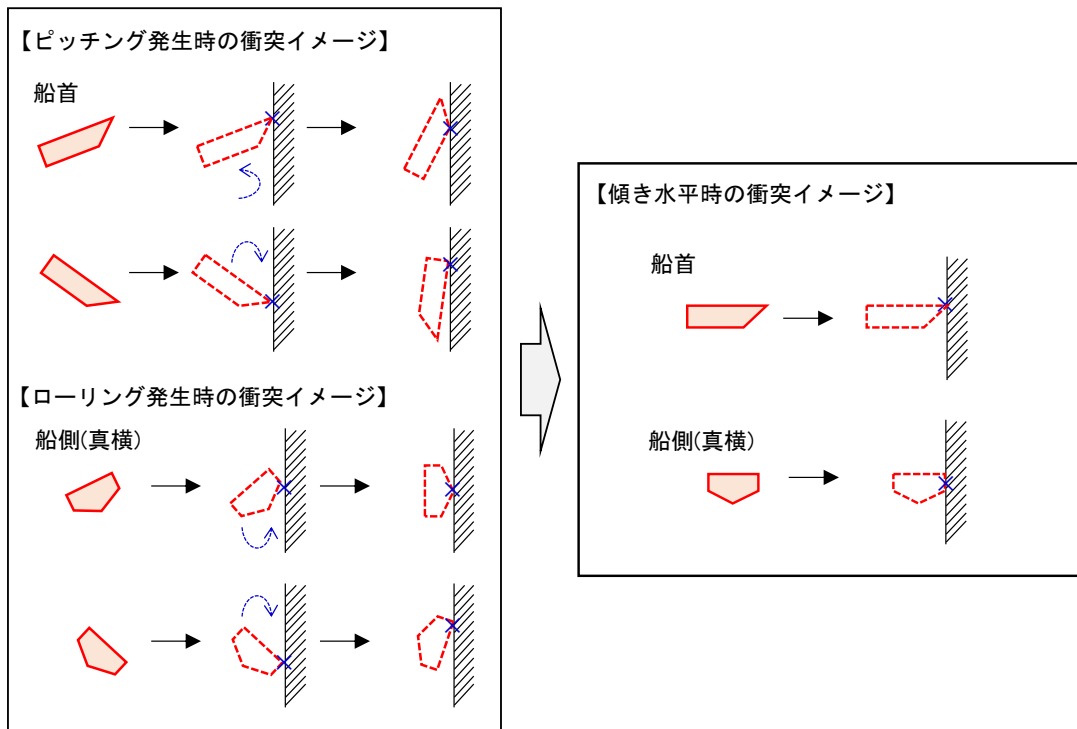 【ピッチング発生時の衝突イメージ】
船首
【ローリング発生時の衝突イメージ】
船側(真横)
【傾き水平時の衝突イメージ】
船首
船側(真横)